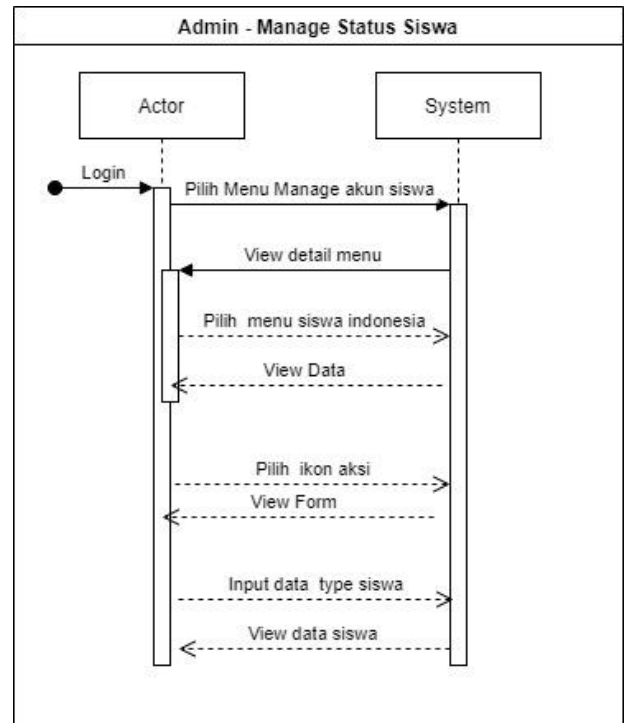 Admin - Manage Status Siswa
Actor
System
Login
Pilih Menu Manage akun siswa
View detail menu
Pilih menu siswa indonesia
View Data
Pilih ikon aksi
View Form
Input data type siswa
View data siswa